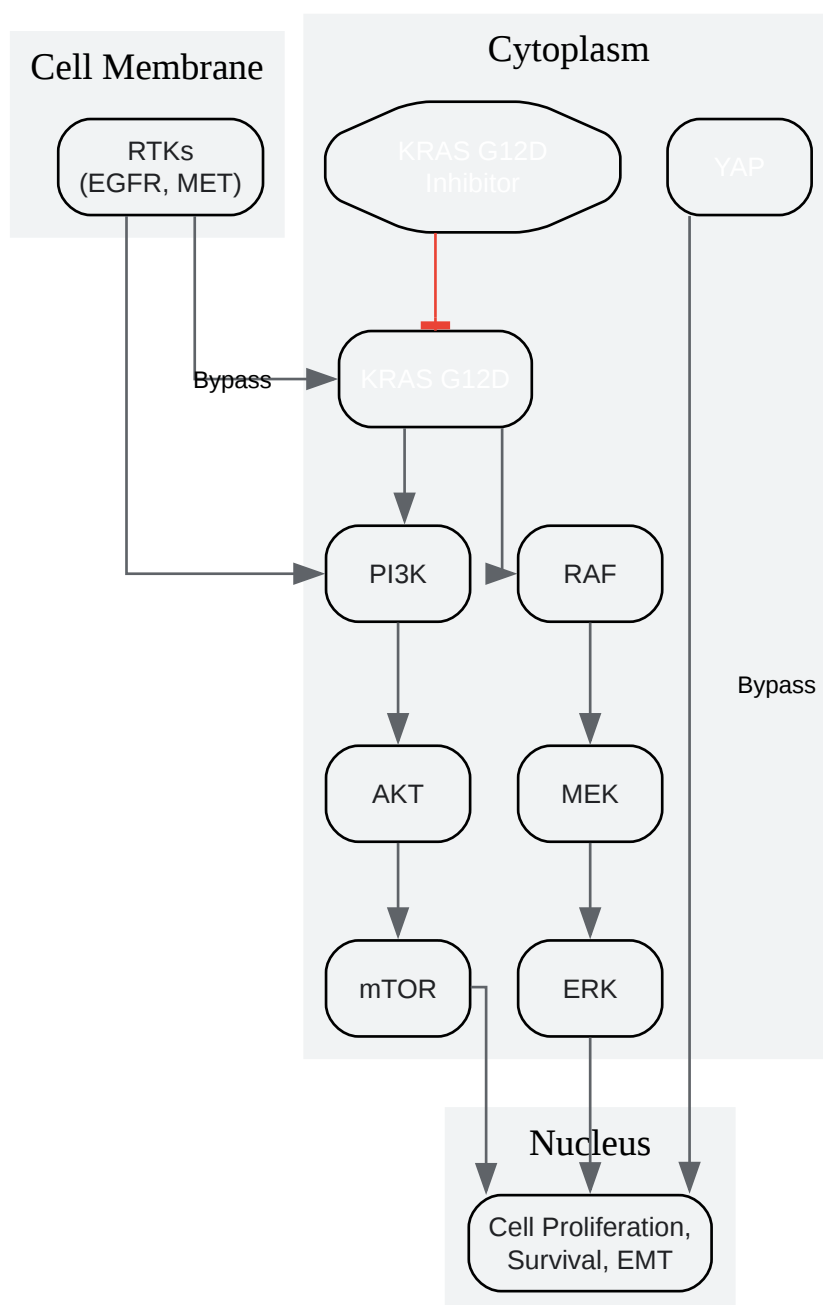 Cell Membrane
Cytoplasm
RTKs
(EGFR, MET)
KRAS G12D
Inhibitor
YAP
Bypass
KRAS G12D
PI3K
RAF
Bypass
AKT
MEK
mTOR
ERK
Nucleus
Cell Proliferation,
Survival, EMT